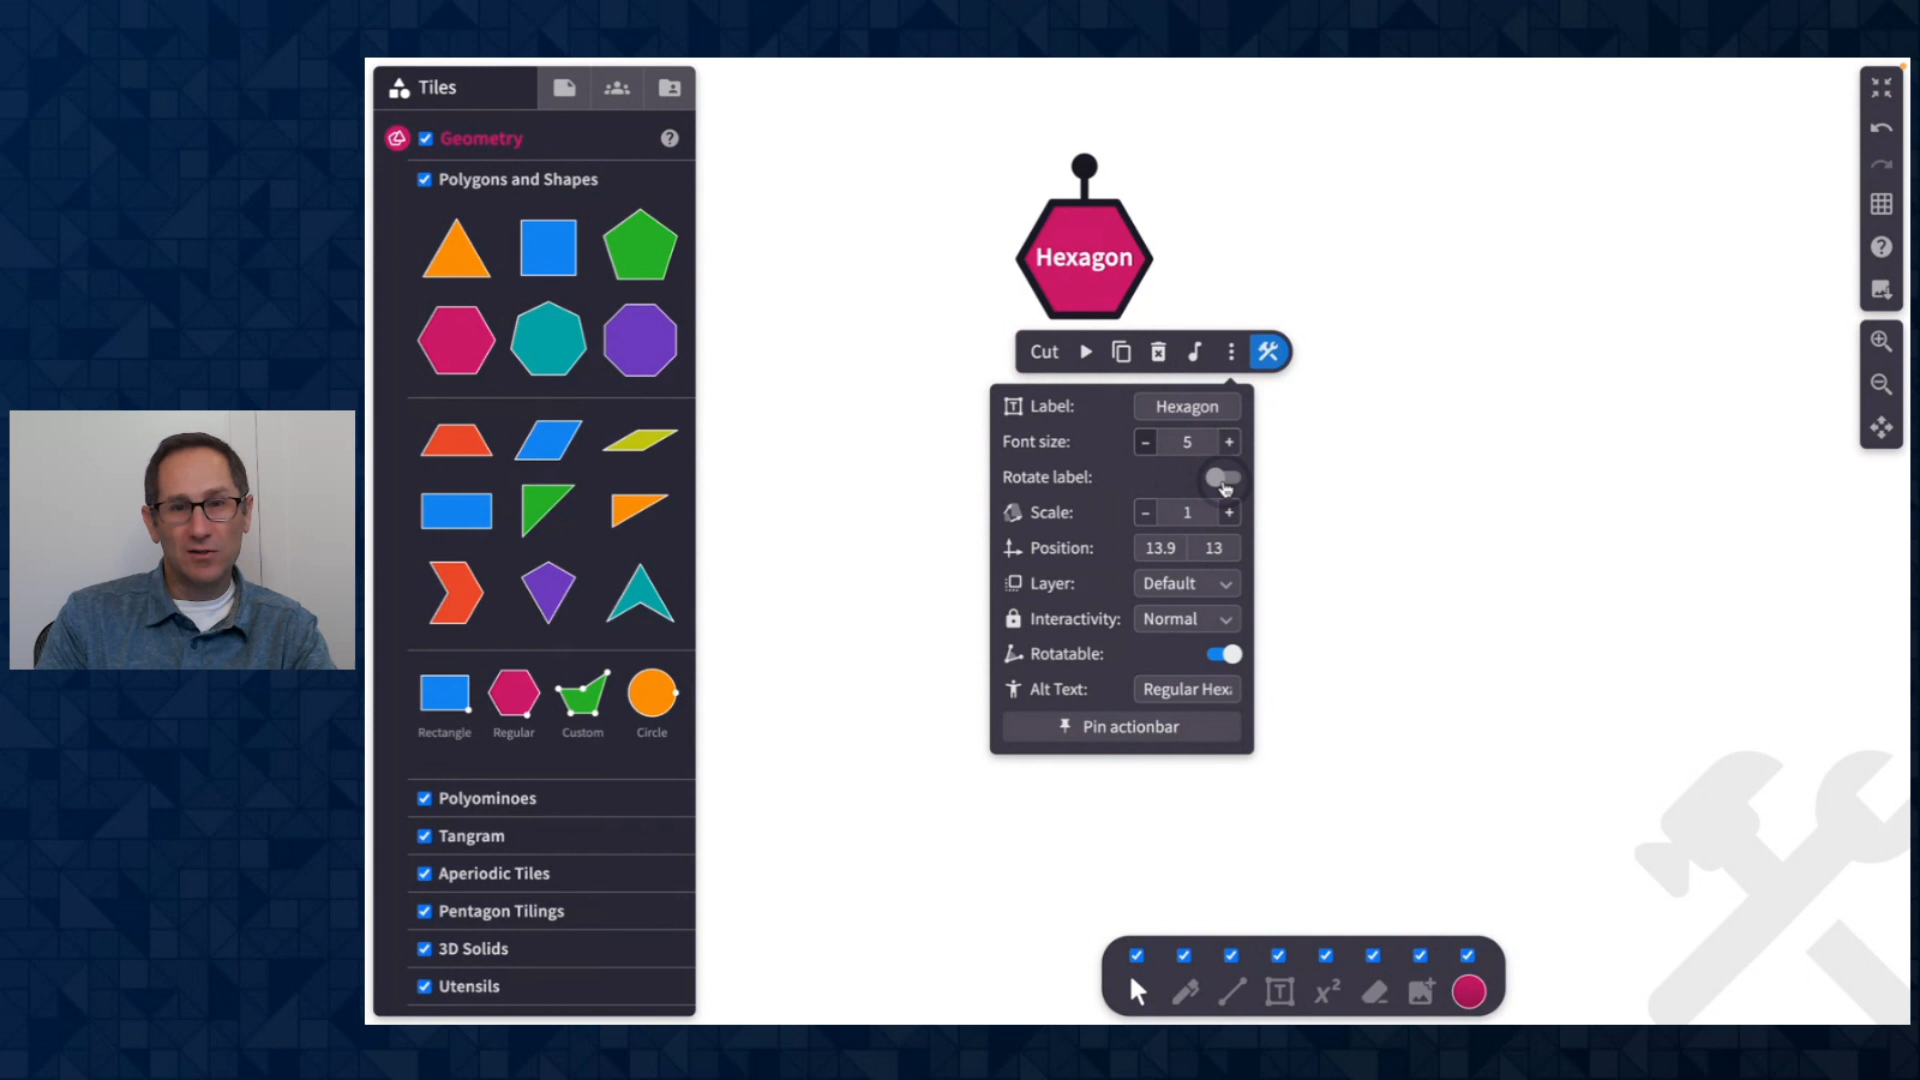 Tiles
Geometry
Polygons and Shapes
Rectangle
Regular
Custom
Circle
Polyominoes
Tangram
Aperiodic Tiles
Pentagon Tilings
3D Solids
Utensils
Hexagon
Cut
Label: Hexagon
Font size: - 5 +
Rotate label:
Scale: - 1 +
Position: 13.9 13
Layer: Default
Interactivity: Normal
Rotatable:
Alt Text: Regular Hex
Pin actionbar
T x²